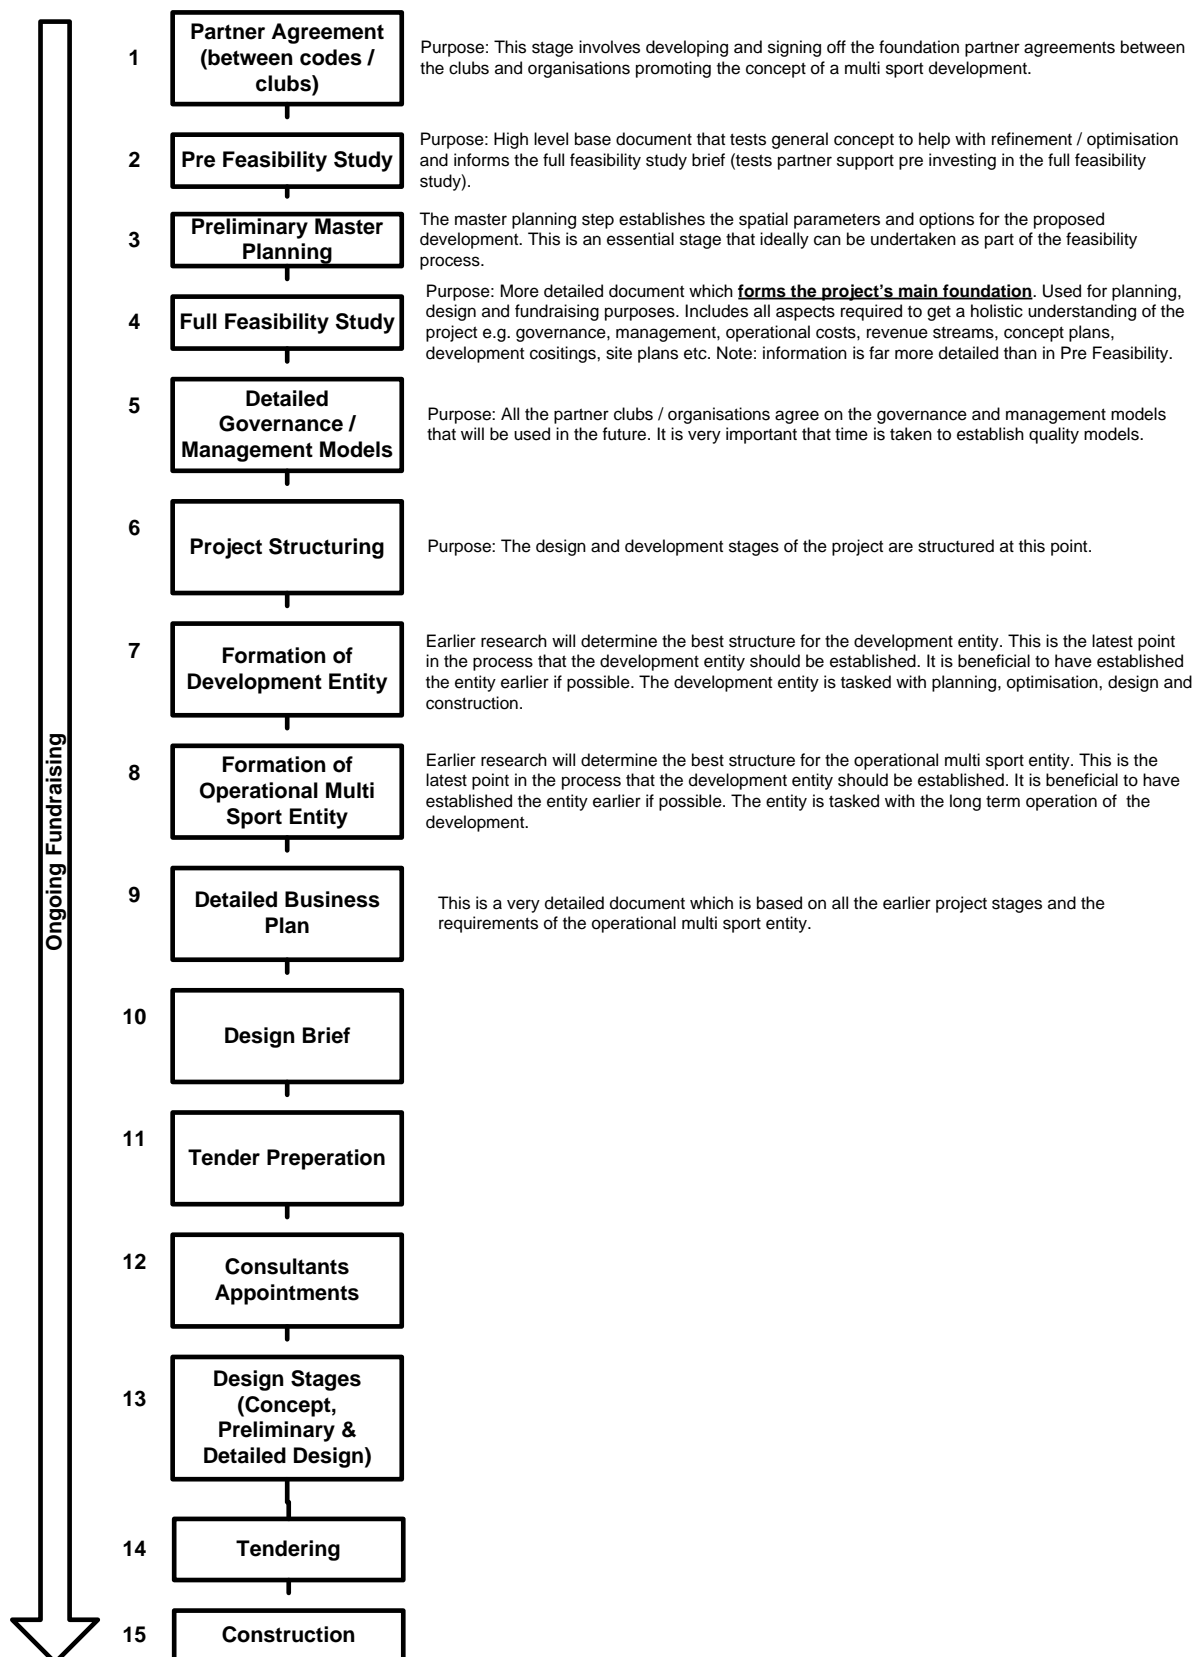 1
Partner Agreement
(between codes /
clubs)
Purpose: This stage involves developing and signing off the foundation partner agreements between
the clubs and organisations promoting the concept of a multi sport development.
2
Pre Feasibility Study
Purpose: High level base document that tests general concept to help with refinement / optimisation
and informs the full feasibility study brief (tests partner support pre investing in the full feasibility
study).
3
Preliminary Master
Planning
The master planning step establishes the spatial parameters and options for the proposed
development. This is an essential stage that ideally can be undertaken as part of the feasibility
process.
4
Full Feasibility Study
Purpose: More detailed document which forms the project's main foundation. Used for planning,
design and fundraising purposes. Includes all aspects required to get a holistic understanding of the
project e.g. governance, management, operational costs, revenue streams, concept plans,
development cositings, site plans etc. Note: information is far more detailed than in Pre Feasibility.
5
Detailed
Governance /
Management Models
Purpose: All the partner clubs / organisations agree on the governance and management models
that will be used in the future. It is very important that time is taken to establish quality models.
6
Project Structuring
Purpose: The design and development stages of the project are structured at this point.
7
Formation of
Development Entity
Earlier research will determine the best structure for the development entity. This is the latest point
in the process that the development entity should be established. It is beneficial to have established
the entity earlier if possible. The development entity is tasked with planning, optimisation, design and
construction.
8
Formation of
Operational Multi
Sport Entity
Earlier research will determine the best structure for the operational multi sport entity. This is the
latest point in the process that the development entity should be established. It is beneficial to have
established the entity earlier if possible. The entity is tasked with the long term operation of the
development.
9
Detailed Business
Plan
This is a very detailed document which is based on all the earlier project stages and the
requirements of the operational multi sport entity.
10
Design Brief
11
Tender Preperation
12
Consultants
Appointments
13
Design Stages
(Concept,
Preliminary &
Detailed Design)
14
Tendering
15
Construction
Ongoing Fundraising